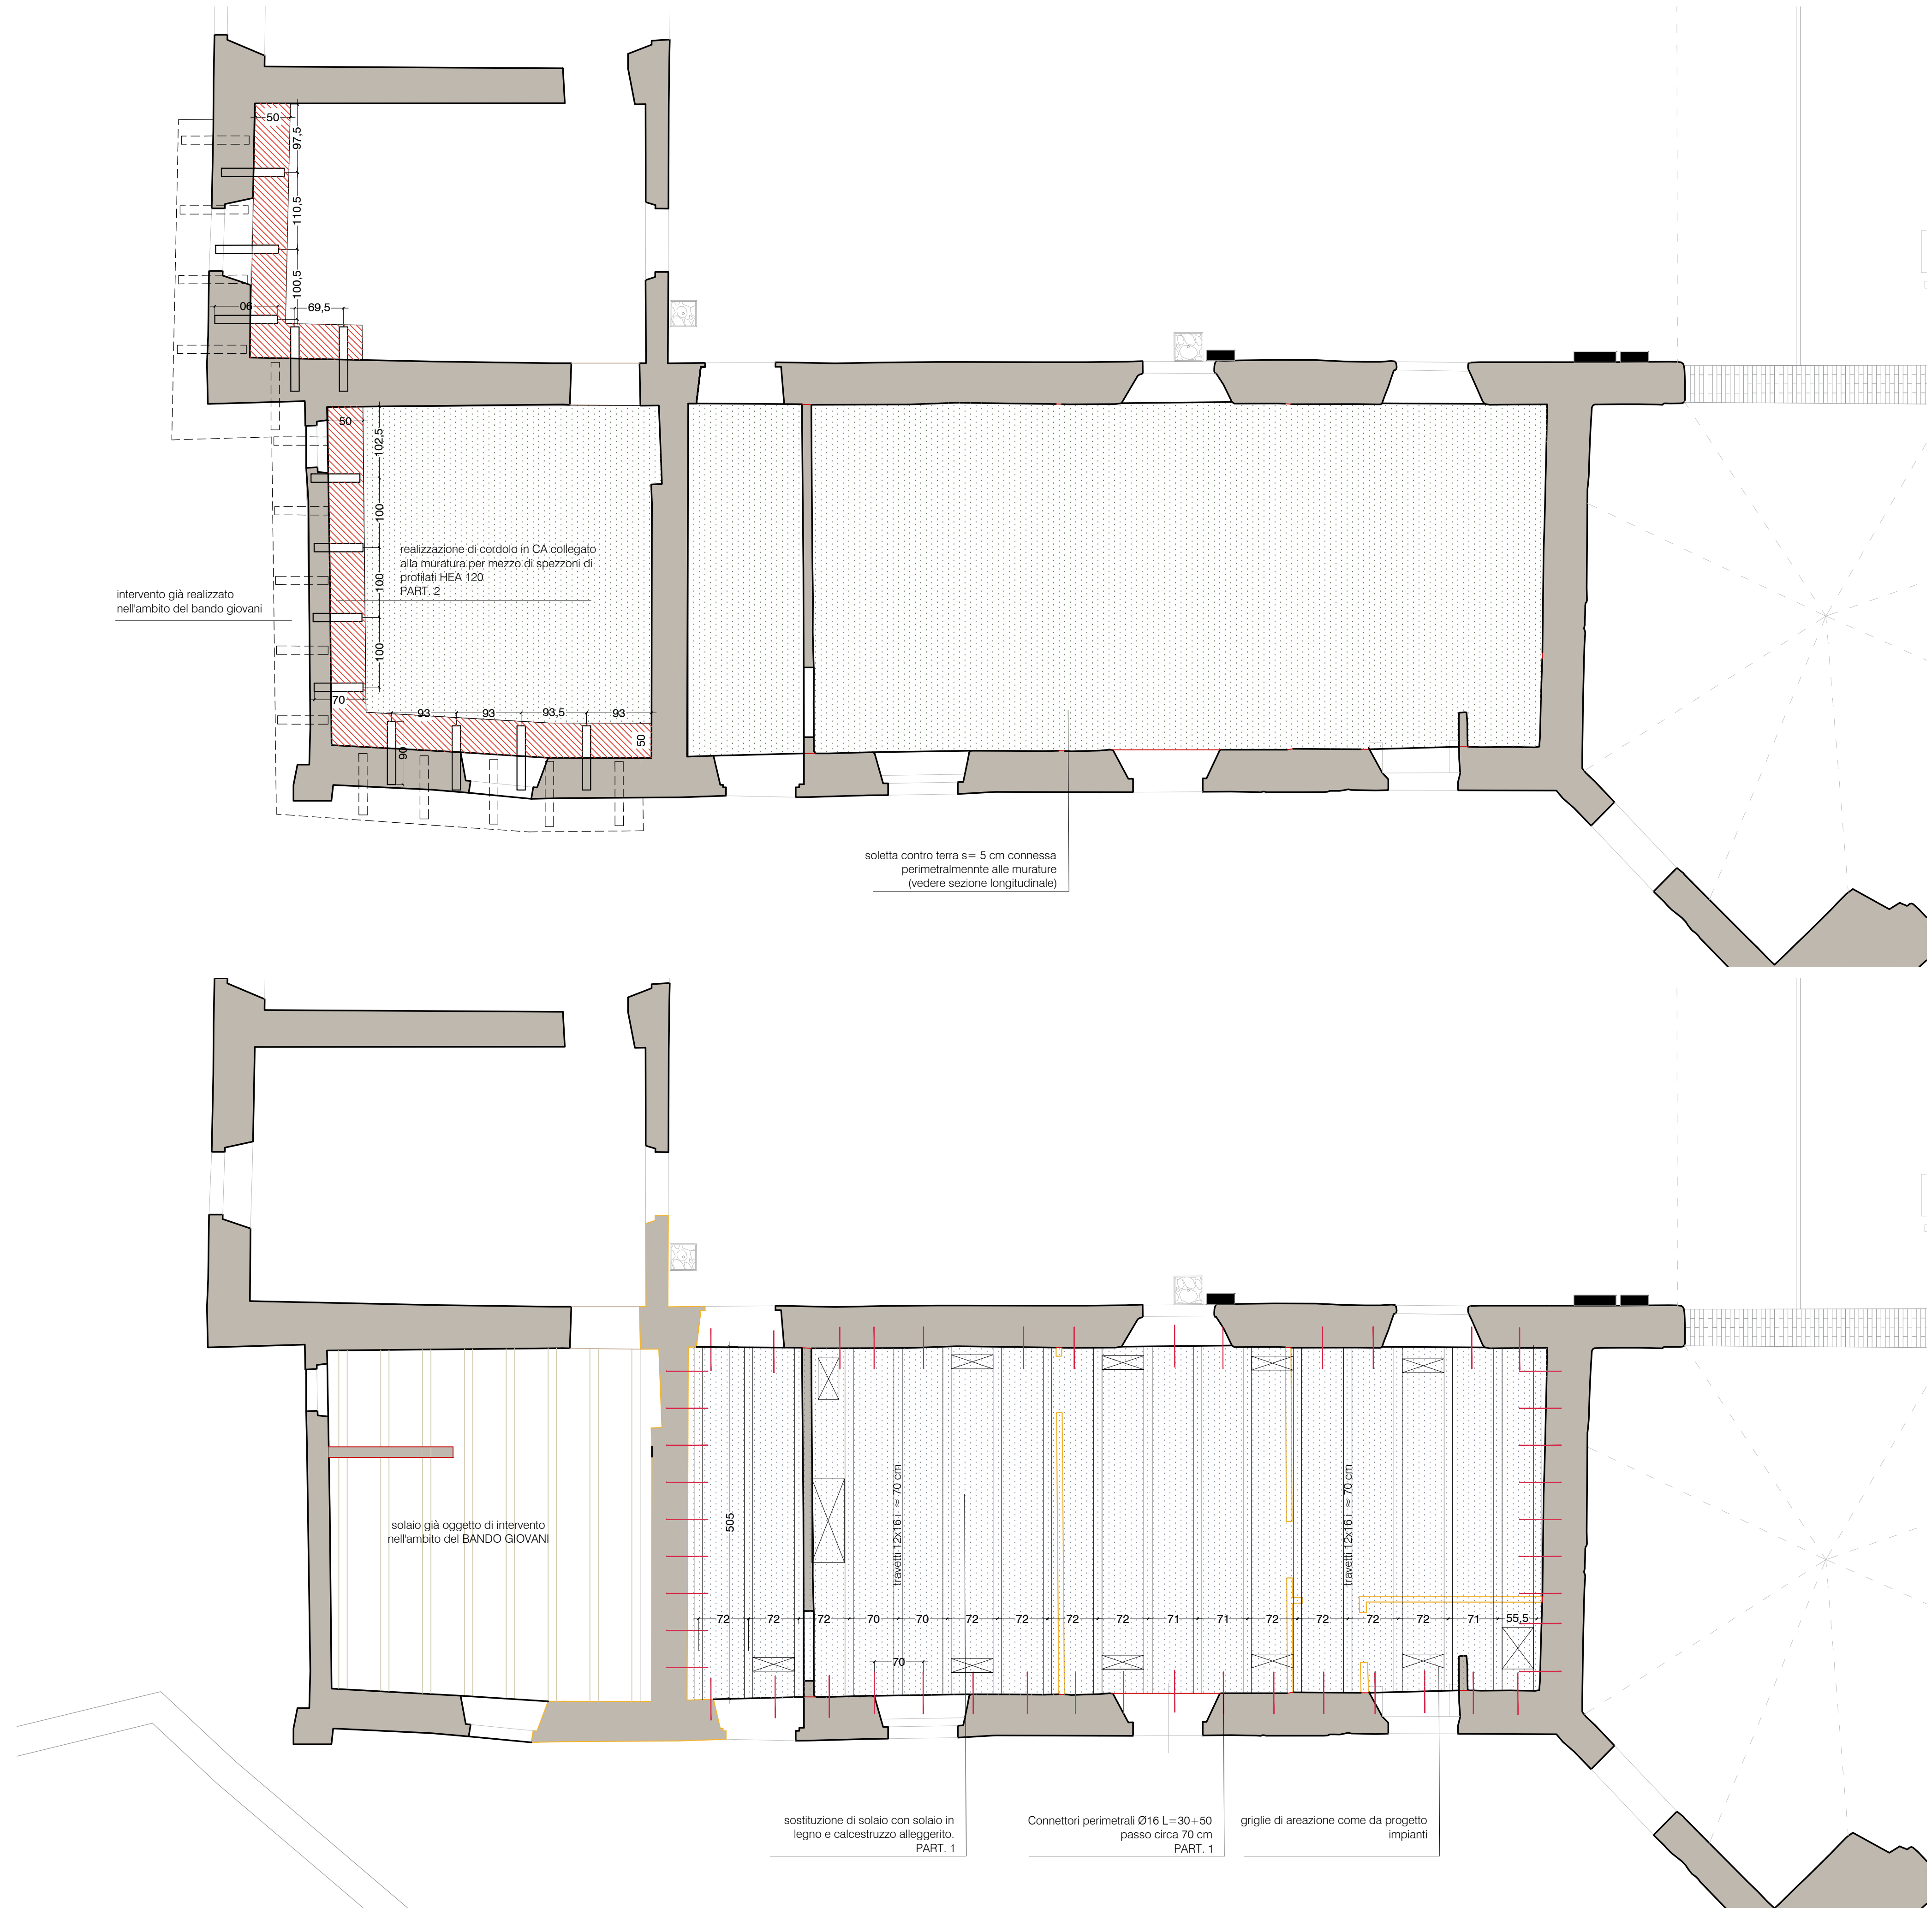 50
97,5
110,5
100,5
90
69,5
50
102,5
100
realizzazione di cordolo in CA collegato
alla muratura per mezzo di spezzoni di
profilati HEA 120
PART. 2
100
intervento già realizzato
nell'ambito del bando giovani
100
70
93
93
93,5
93
90
50
soletta contro terra s= 5 cm connessa
perimetralmennte alle murature
(vedere sezione longitudinale)
solaio già oggetto di intervento
nell'ambito del BANDO GIOVANI
505
travetti 12x16 i ≈ 70 cm
travetti 12x16 i ≈ 70 cm
72
72
72
70
70
72
72
72
72
71
71
72
72
72
72
71
55,5
70
sostituzione di solaio con solaio in
legno e calcestruzzo alleggerito.
PART. 1
Connettori perimetrali Ø16 L=30+50
passo circa 70 cm
PART. 1
griglie di areazione come da progetto
impianti